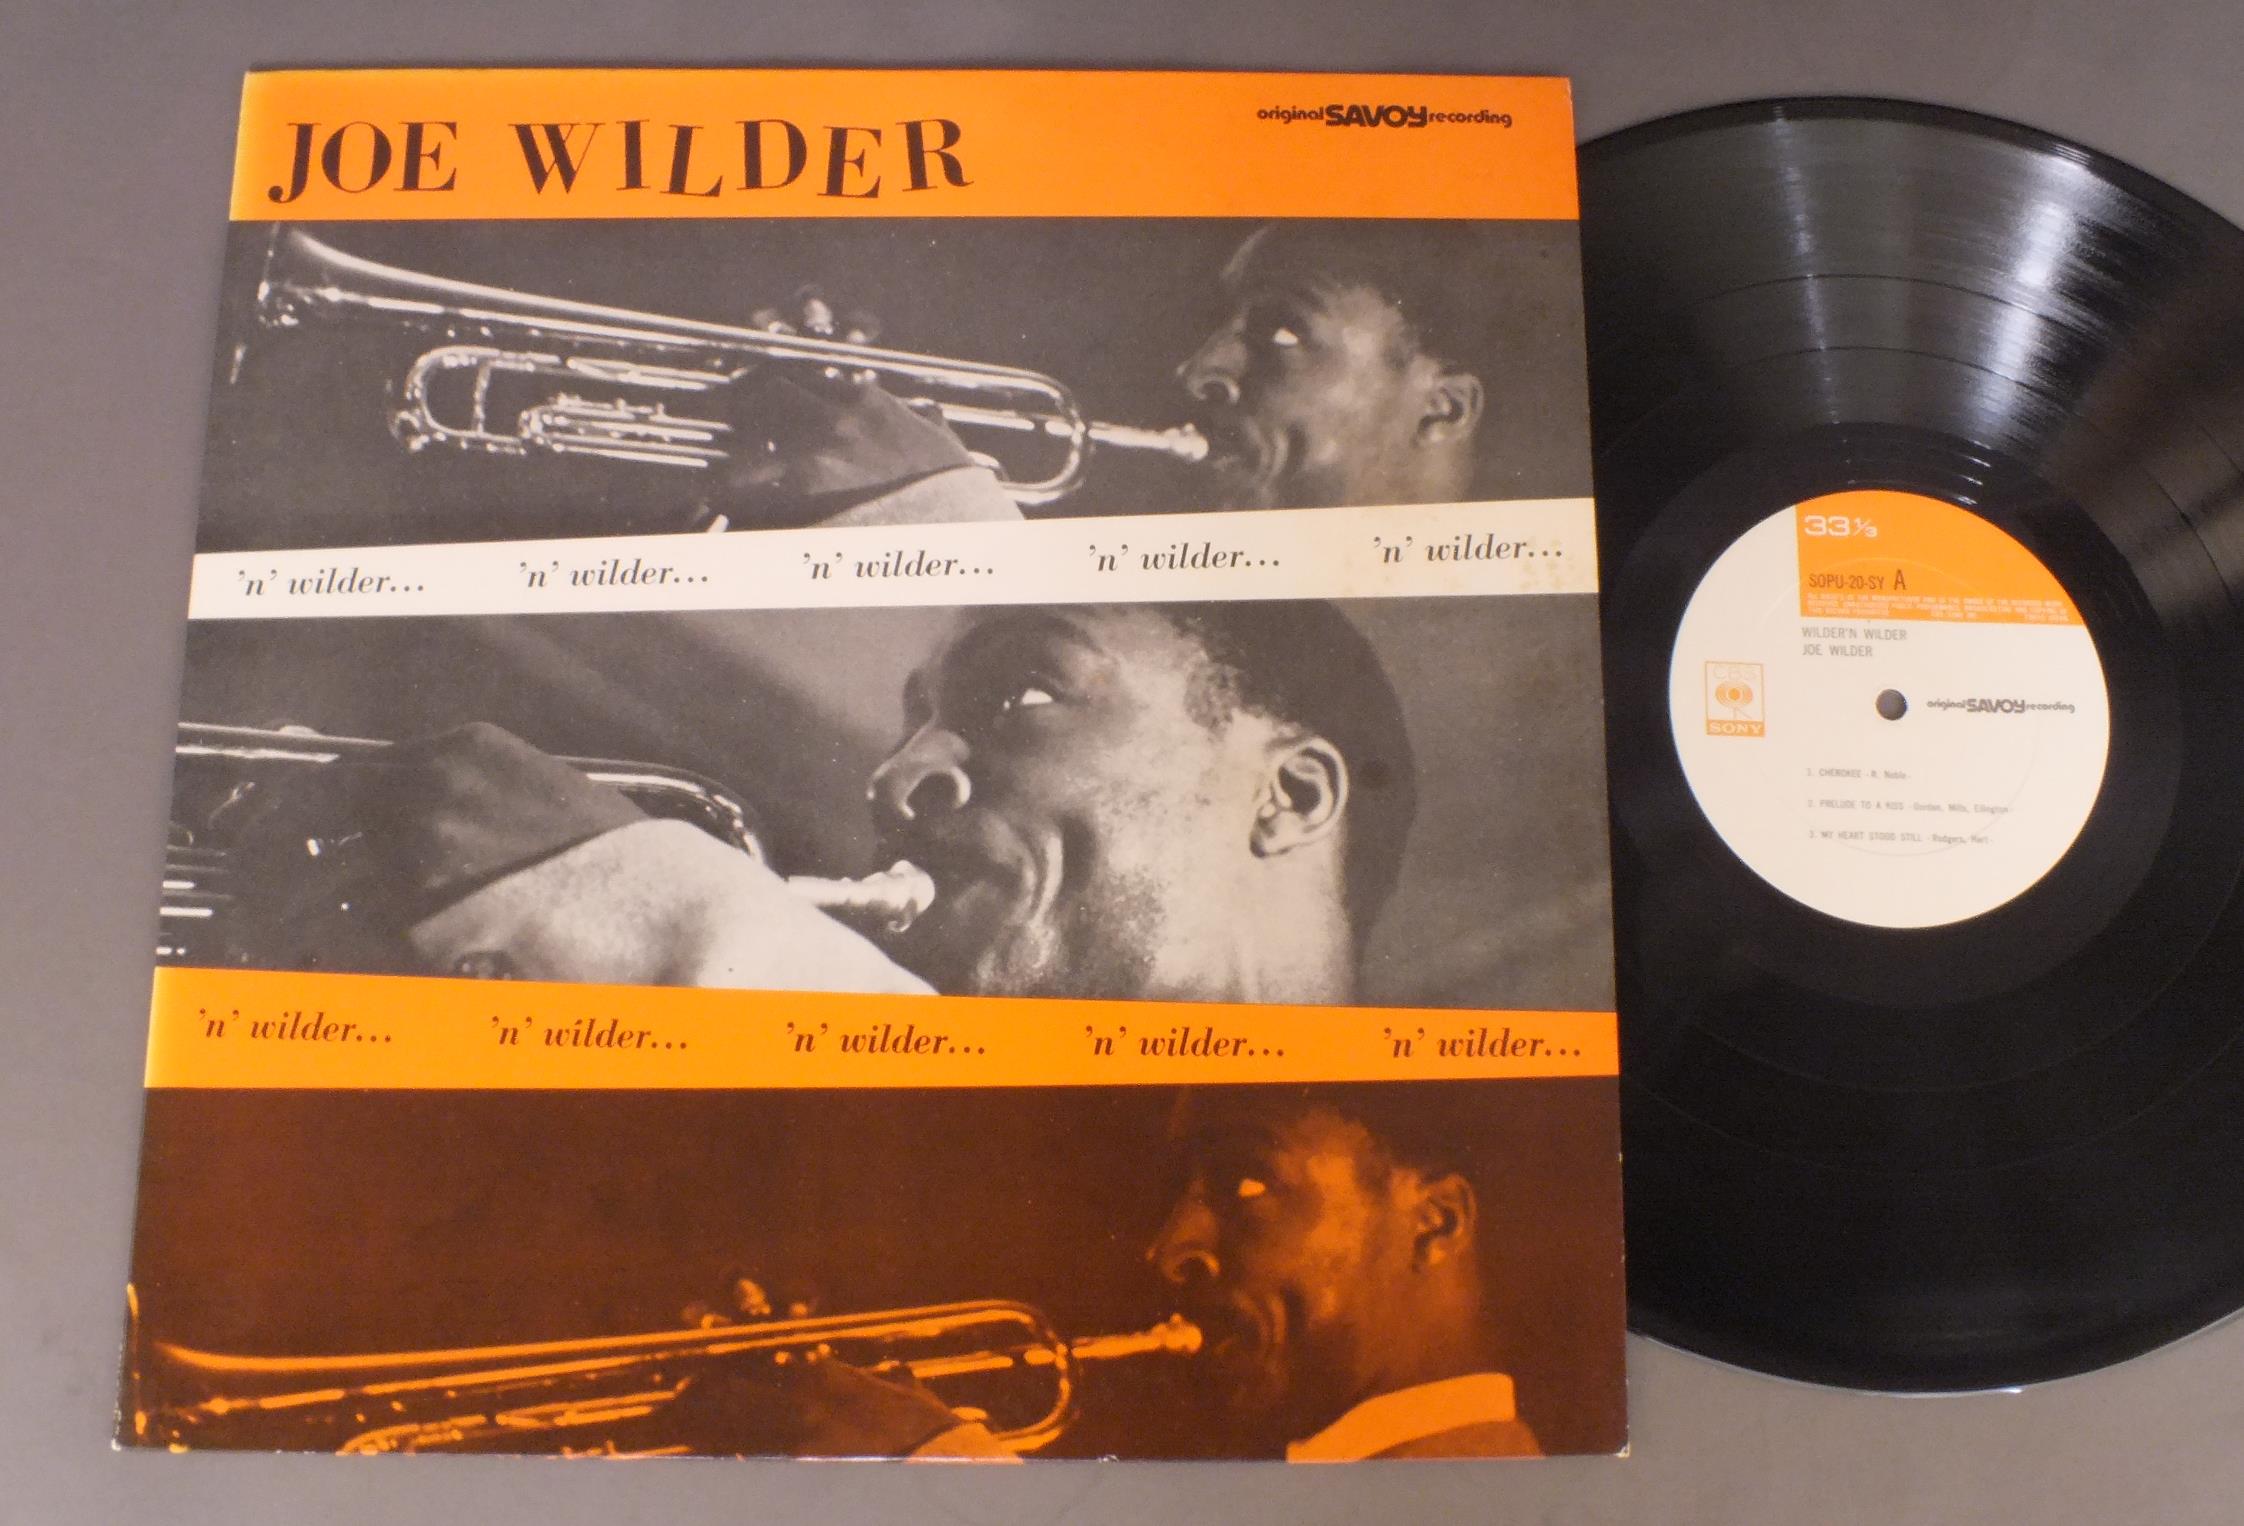 JOE WILDER
original SAVOY recording
'n' wilder... 'n' wilder... 'n' wilder... 'n' wilder... 'n' wilder...
'n' wilder... 'n' wilder... 'n' wilder... 'n' wilder... 'n' wilder...
33 1/3
SOPU-20-SY A
WILDER'N WILDER
JOE WILDER
CBS
SONY
original SAVOY recording
1. CHEROKEE -R. Noble-
2. PRELUDE TO A KISS -Gordon, Mills, Ellington-
3. MY HEART STOOD STILL -Rodgers, Hart-